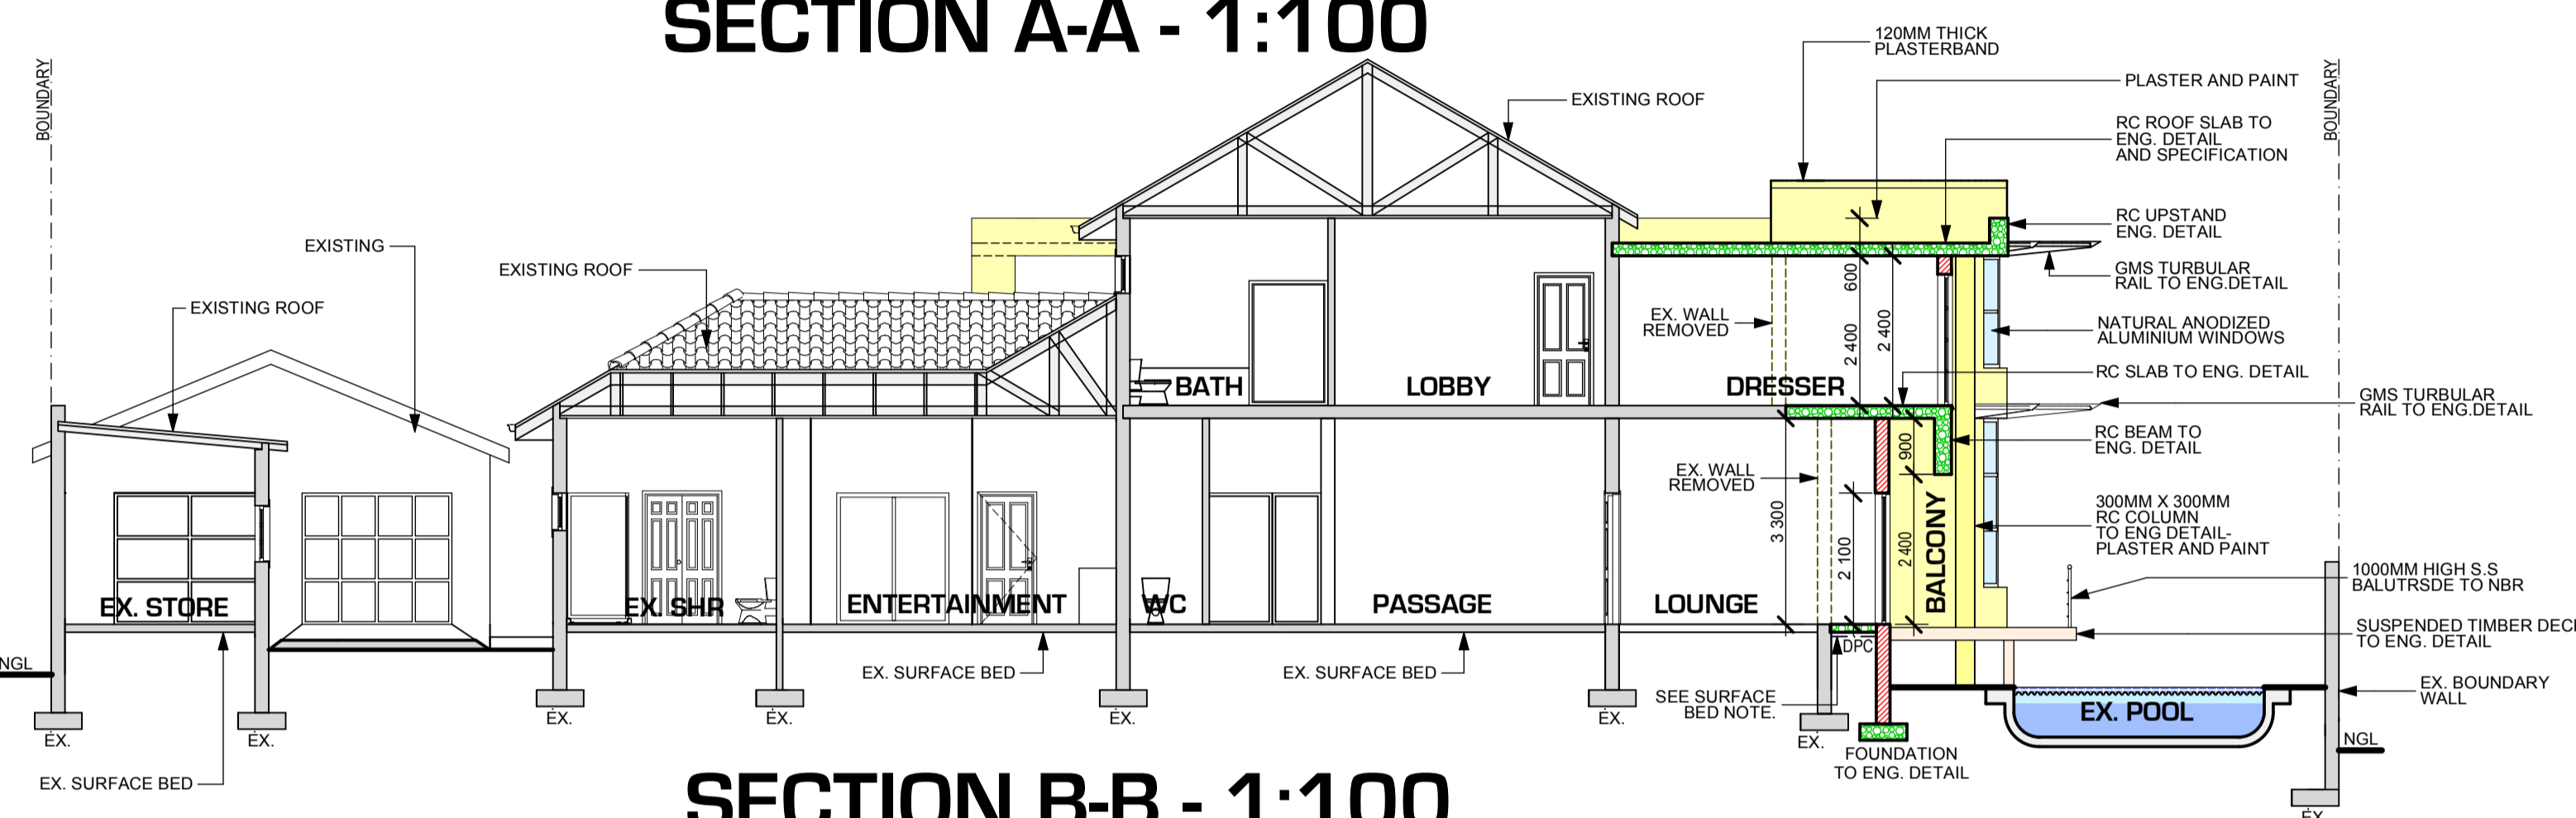 SECTION A-A - 1:100
BOUNDARY
EXISTING
EXISTING ROOF
EXISTING ROOF
EXISTING ROOF
120MM THICK
PLASTERBAND
PLASTER AND PAINT
RC ROOF SLAB TO
ENG. DETAIL
AND SPECIFICATION
RC UPSTAND
ENG. DETAIL
GMS TURBULAR
RAIL TO ENG.DETAIL
NATURAL ANODIZED
ALUMINIUM WINDOWS
RC SLAB TO ENG. DETAIL
BOUNDARY
GMS TURBULAR
RAIL TO ENG.DETAIL
RC BEAM TO
ENG. DETAIL
300MM X 300MM
RC COLUMN
TO ENG DETAIL-
PLASTER AND PAINT
1000MM HIGH S.S
BALUTRSDE TO NBR
SUSPENDED TIMBER DEC
TO ENG. DETAIL
EX. BOUNDARY
WALL
NGL
EX. WALL
REMOVED
600
2 400
2 400
BATH
LOBBY
DRESSER
EX. WALL
REMOVED
3 300
2 100
900
2 400
BALCONY
EX. STORE
EX. SHR
ENTERTAINMENT
WC
PASSAGE
LOUNGE
NGL
EX. SURFACE BED
EX. SURFACE BED
EX. SURFACE BED
DPC
SEE SURFACE
BED NOTE.
EX. POOL
EX.
EX.
EX.
EX.
EX.
EX.
EX.
EX.
FOUNDATION
TO ENG. DETAIL
SECTION B-B - 1:100